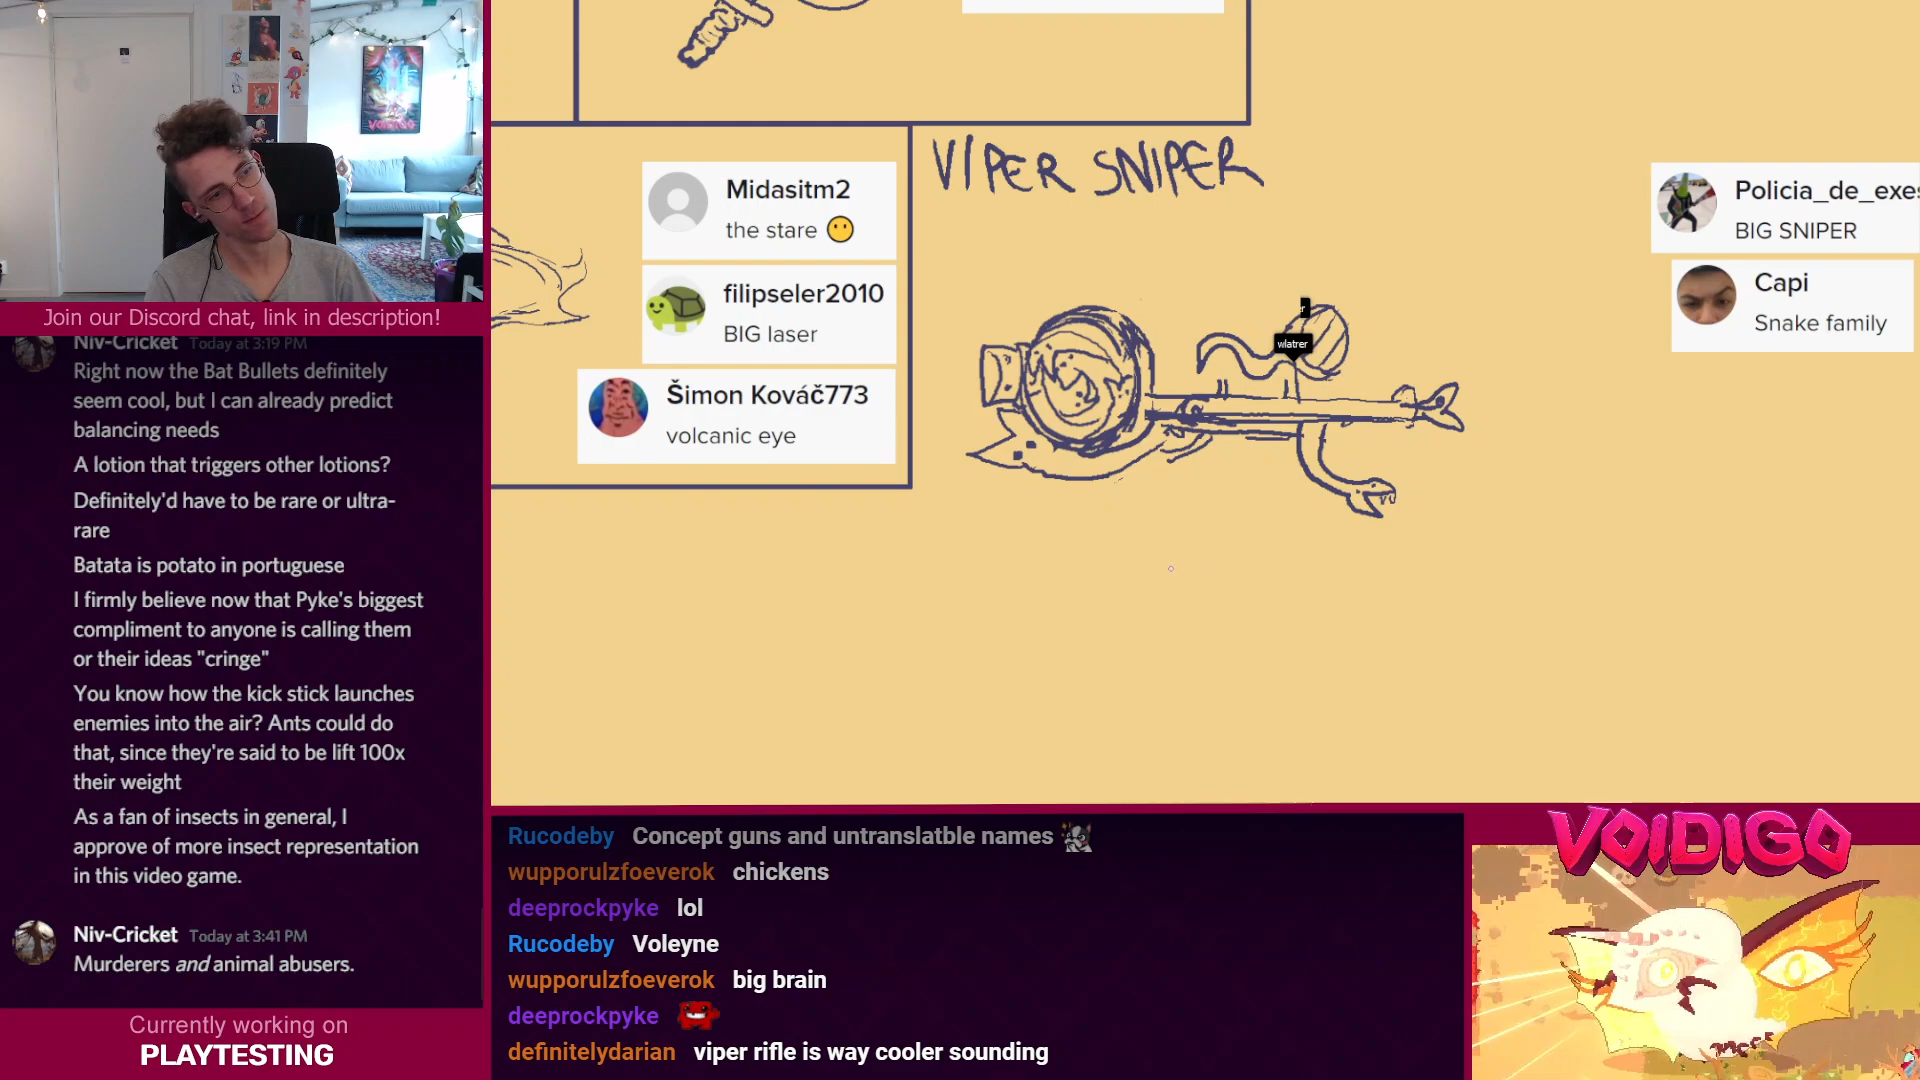 VOIDIGO
Join our Discord chat, link in description!
Niv-Cricket Today at 3:19 PM
Right now the Bat Bullets definitely
seem cool, but I can already predict
balancing needs
A lotion that triggers other lotions?
Definitely'd have to be rare or ultra-
rare
Batata is potato in portuguese
I firmly believe now that Pyke's biggest
compliment to anyone is calling them
or their ideas "cringe"
You know how the kick stick launches
enemies into the air? Ants could do
that, since they're said to be lift 100x
their weight
As a fan of insects in general, I
approve of more insect representation
in this video game.
Niv-Cricket Today at 3:41 PM
Murderers and animal abusers.
Currently working on
PLAYTESTING
Midasitm2
the stare 😶
filipseler2010
BIG laser
Šimon Kováč773
volcanic eye
VIPER SNIPER
wlatrer
Policia_de_exes
BIG SNIPER
Capi
Snake family
Rucodeby Concept guns and untranslatble names
wupporulzfoeverok chickens
deeprockpyke lol
Rucodeby Voleyne
wupporulzfoeverok big brain
deeprockpyke
definitelydarian viper rifle is way cooler sounding
VOIDIGO